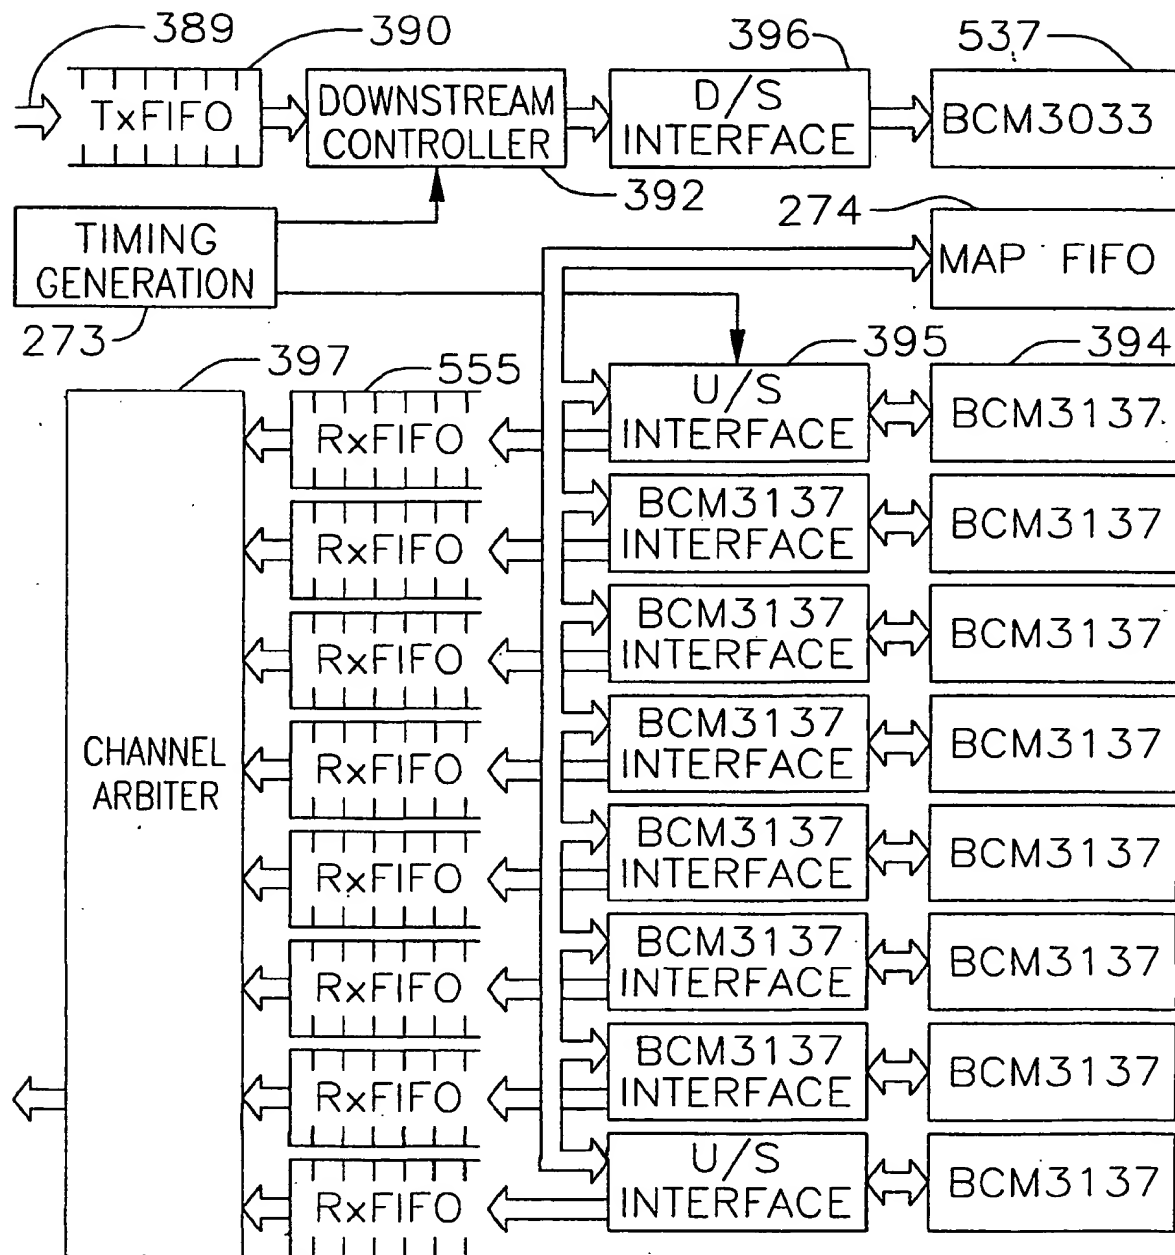 389
390
396
537
TxFIFO
DOWNSTREAM
CONTROLLER
D/S
INTERFACE
BCM3033
392
274
TIMING
GENERATION
MAP FIFO
273
397
555
395
394
CHANNEL
ARBITER
RxFIFO
U/S
INTERFACE
BCM3137
RxFIFO
BCM3137
INTERFACE
BCM3137
RxFIFO
BCM3137
INTERFACE
BCM3137
RxFIFO
BCM3137
INTERFACE
BCM3137
RxFIFO
BCM3137
INTERFACE
BCM3137
RxFIFO
BCM3137
INTERFACE
BCM3137
RxFIFO
BCM3137
INTERFACE
BCM3137
RxFIFO
U/S
INTERFACE
BCM3137